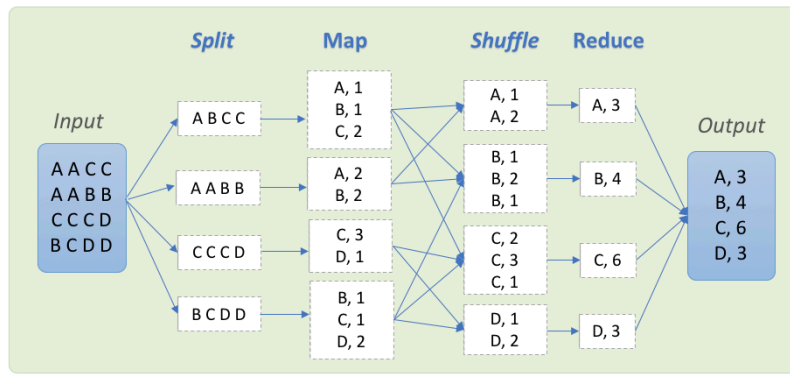 Split
Map
Shuffle
Reduce
Input
A A C C
A A B B
C C C D
B C D D
A B C C
A A B B
C C C D
B C D D
A, 1
B, 1
C, 2
A, 2
B, 2
C, 3
D, 1
B, 1
C, 1
D, 2
A, 1
A, 2
B, 1
B, 2
B, 1
C, 2
C, 3
C, 1
D, 1
D, 2
A, 3
B, 4
C, 6
D, 3
Output
A, 3
B, 4
C, 6
D, 3